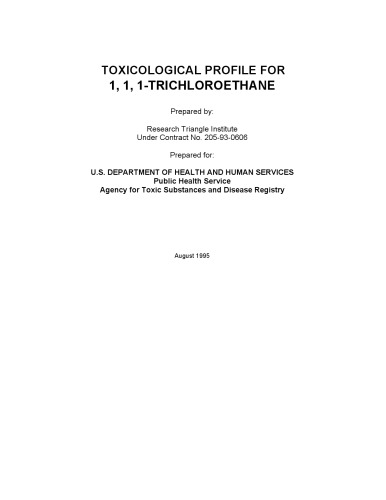 TOXICOLOGICAL PROFILE FOR
1, 1, 1-TRICHLOROETHANE
Prepared by:
Research Triangle Institute
Under Contract No. 205-93-0606
Prepared for:
U.S. DEPARTMENT OF HEALTH AND HUMAN SERVICES
Public Health Service
Agency for Toxic Substances and Disease Registry
August 1995